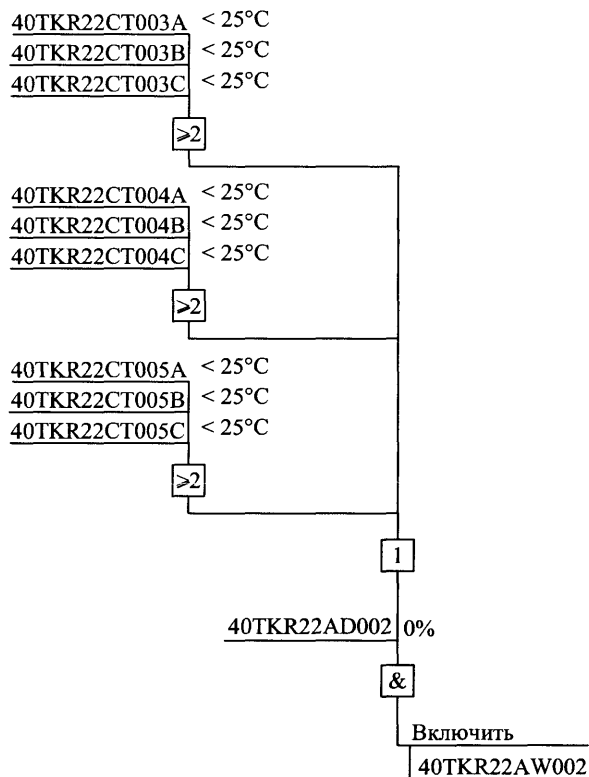 40TKR22CT003A < 25°C
40TKR22CT003B < 25°C
40TKR22CT003C < 25°C
⩾2
40TKR22CT004A < 25°C
40TKR22CT004B < 25°C
40TKR22CT004C < 25°C
⩾2
40TKR22CT005A < 25°C
40TKR22CT005B < 25°C
40TKR22CT005C < 25°C
⩾2
1
40TKR22AD002 0%
&
Включить
40TKR22AW002